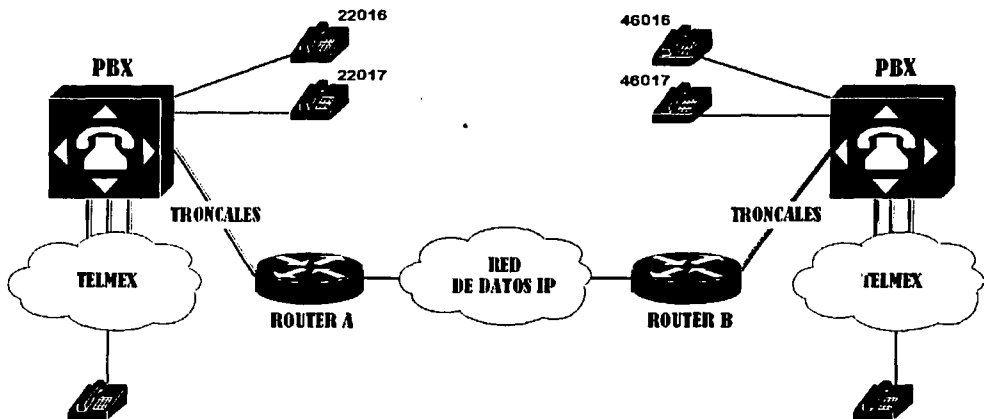 22016
46016
PBX
22017
46017
PBX
TRONCALES
TRONCALES
TELMEX
RED
DE DATOS IP
TELMEX
ROUTER A
ROUTER B